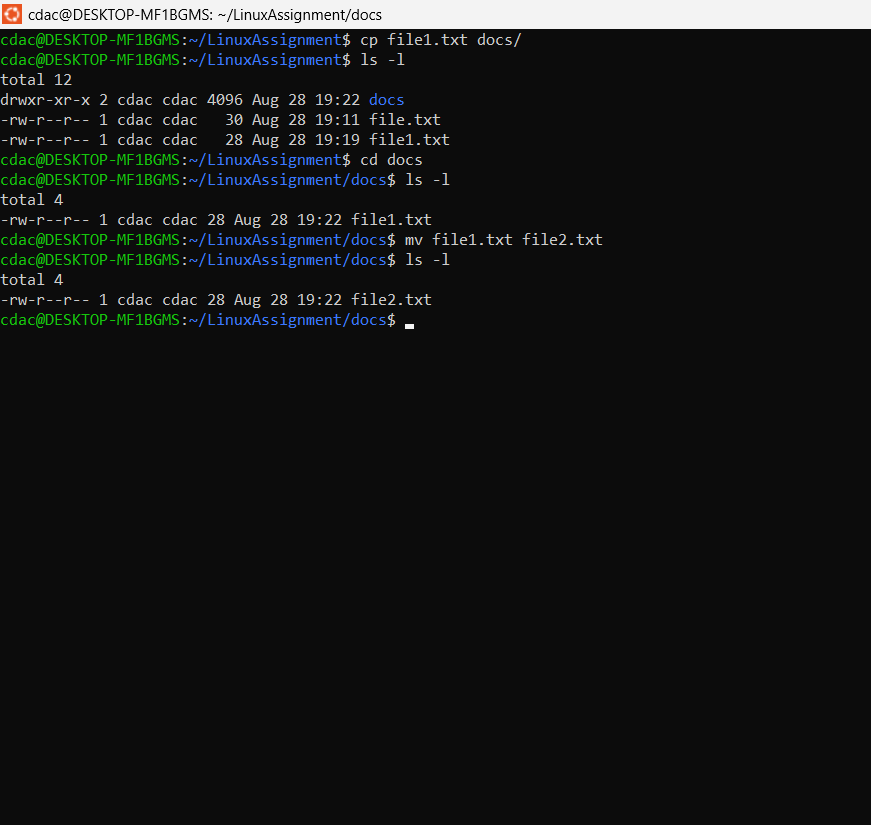 cdac@DESKTOP-MF1BGMS: ~/LinuxAssignment/docs
cdac@DESKTOP-MF1BGMS:~/LinuxAssignment$ cp file1.txt docs/
cdac@DESKTOP-MF1BGMS:~/LinuxAssignment$ ls -l
total 12
drwxr-xr-x 2 cdac cdac 4096 Aug 28 19:22 docs
-rw-r--r-- 1 cdac cdac   30 Aug 28 19:11 file.txt
-rw-r--r-- 1 cdac cdac   28 Aug 28 19:19 file1.txt
cdac@DESKTOP-MF1BGMS:~/LinuxAssignment$ cd docs
cdac@DESKTOP-MF1BGMS:~/LinuxAssignment/docs$ ls -l
total 4
-rw-r--r-- 1 cdac cdac 28 Aug 28 19:22 file1.txt
cdac@DESKTOP-MF1BGMS:~/LinuxAssignment/docs$ mv file1.txt file2.txt
cdac@DESKTOP-MF1BGMS:~/LinuxAssignment/docs$ ls -l
total 4
-rw-r--r-- 1 cdac cdac 28 Aug 28 19:22 file2.txt
cdac@DESKTOP-MF1BGMS:~/LinuxAssignment/docs$